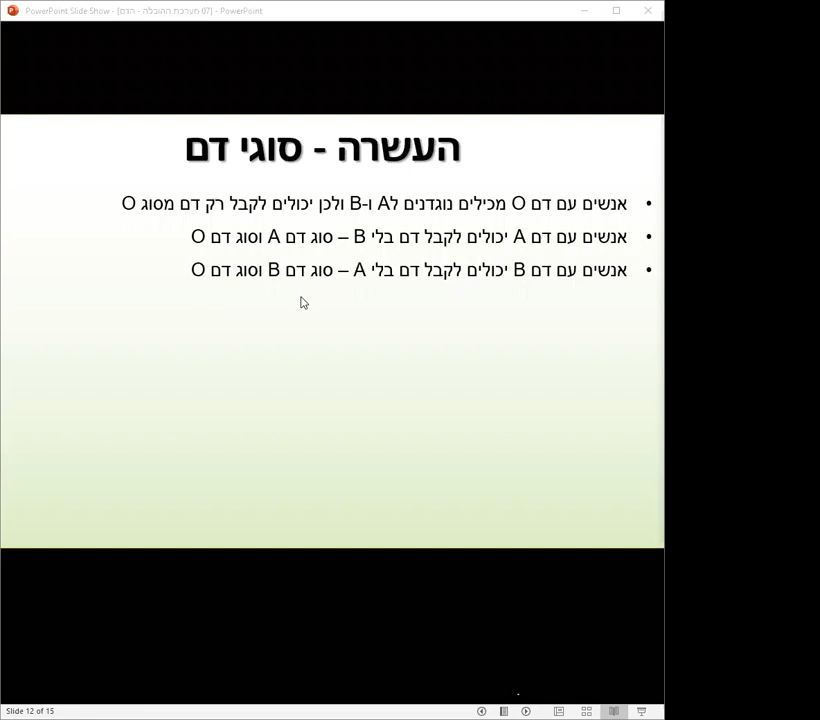 PowerPoint Slide Show - [07 מערכת ההובלה - הדם] - PowerPoint
העשרה - סוגי דם
• אנשים עם דם O מכילים נוגדנים לA ו-B ולכן יכולים לקבל רק דם מסוג O
• אנשים עם דם A יכולים לקבל דם בלי B – סוג דם A וסוג דם O
• אנשים עם דם B יכולים לקבל דם בלי A – סוג דם B וסוג דם O
Slide 12 of 15